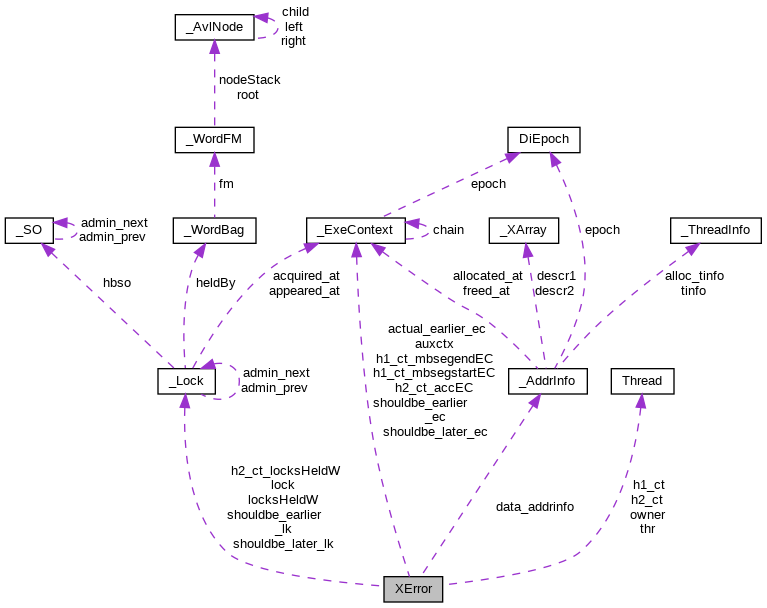 child
left
right
_AvlNode
nodeStack
root
_WordFM
DiEpoch
fm
epoch
_SO
admin_next
admin_prev
_WordBag
_ExeContext
chain
_XArray
epoch
_ThreadInfo
hbso
heldBy
acquired_at
appeared_at
allocated_at
freed_at
descr1
descr2
alloc_tinfo
tinfo
_Lock
admin_next
admin_prev
actual_earlier_ec
auxctx
h1_ct_mbsegendEC
h1_ct_mbsegstartEC
h2_ct_accEC
shouldbe_earlier
_ec
shouldbe_later_ec
_AddrInfo
Thread
h2_ct_locksHeldW
lock
locksHeldW
shouldbe_earlier
_lk
shouldbe_later_lk
data_addrinfo
h1_ct
h2_ct
owner
thr
XError